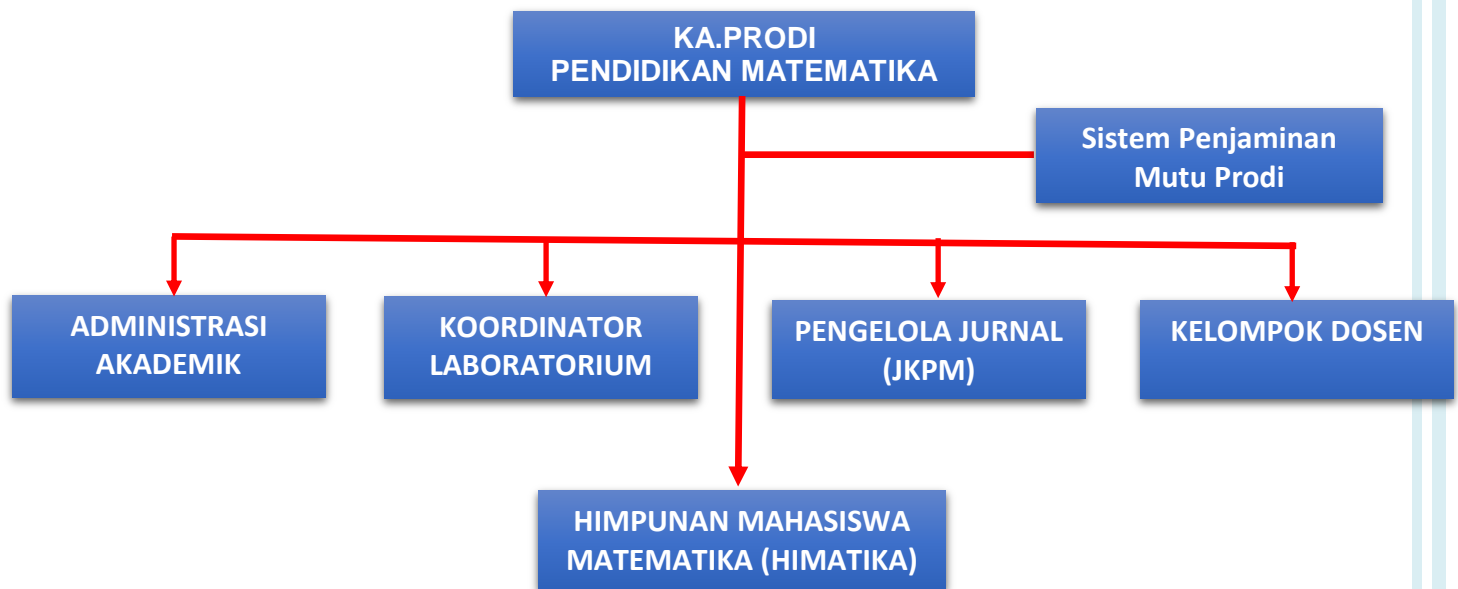 KA.PRODI
PENDIDIKAN MATEMATIKA
Sistem Penjaminan
Mutu Prodi
ADMINISTRASI
AKADEMIK
KOORDINATOR
LABORATORIUM
PENGELOLA JURNAL
(JKPM)
KELOMPOK DOSEN
HIMPUNAN MAHASISWA
MATEMATIKA (HIMATIKA)